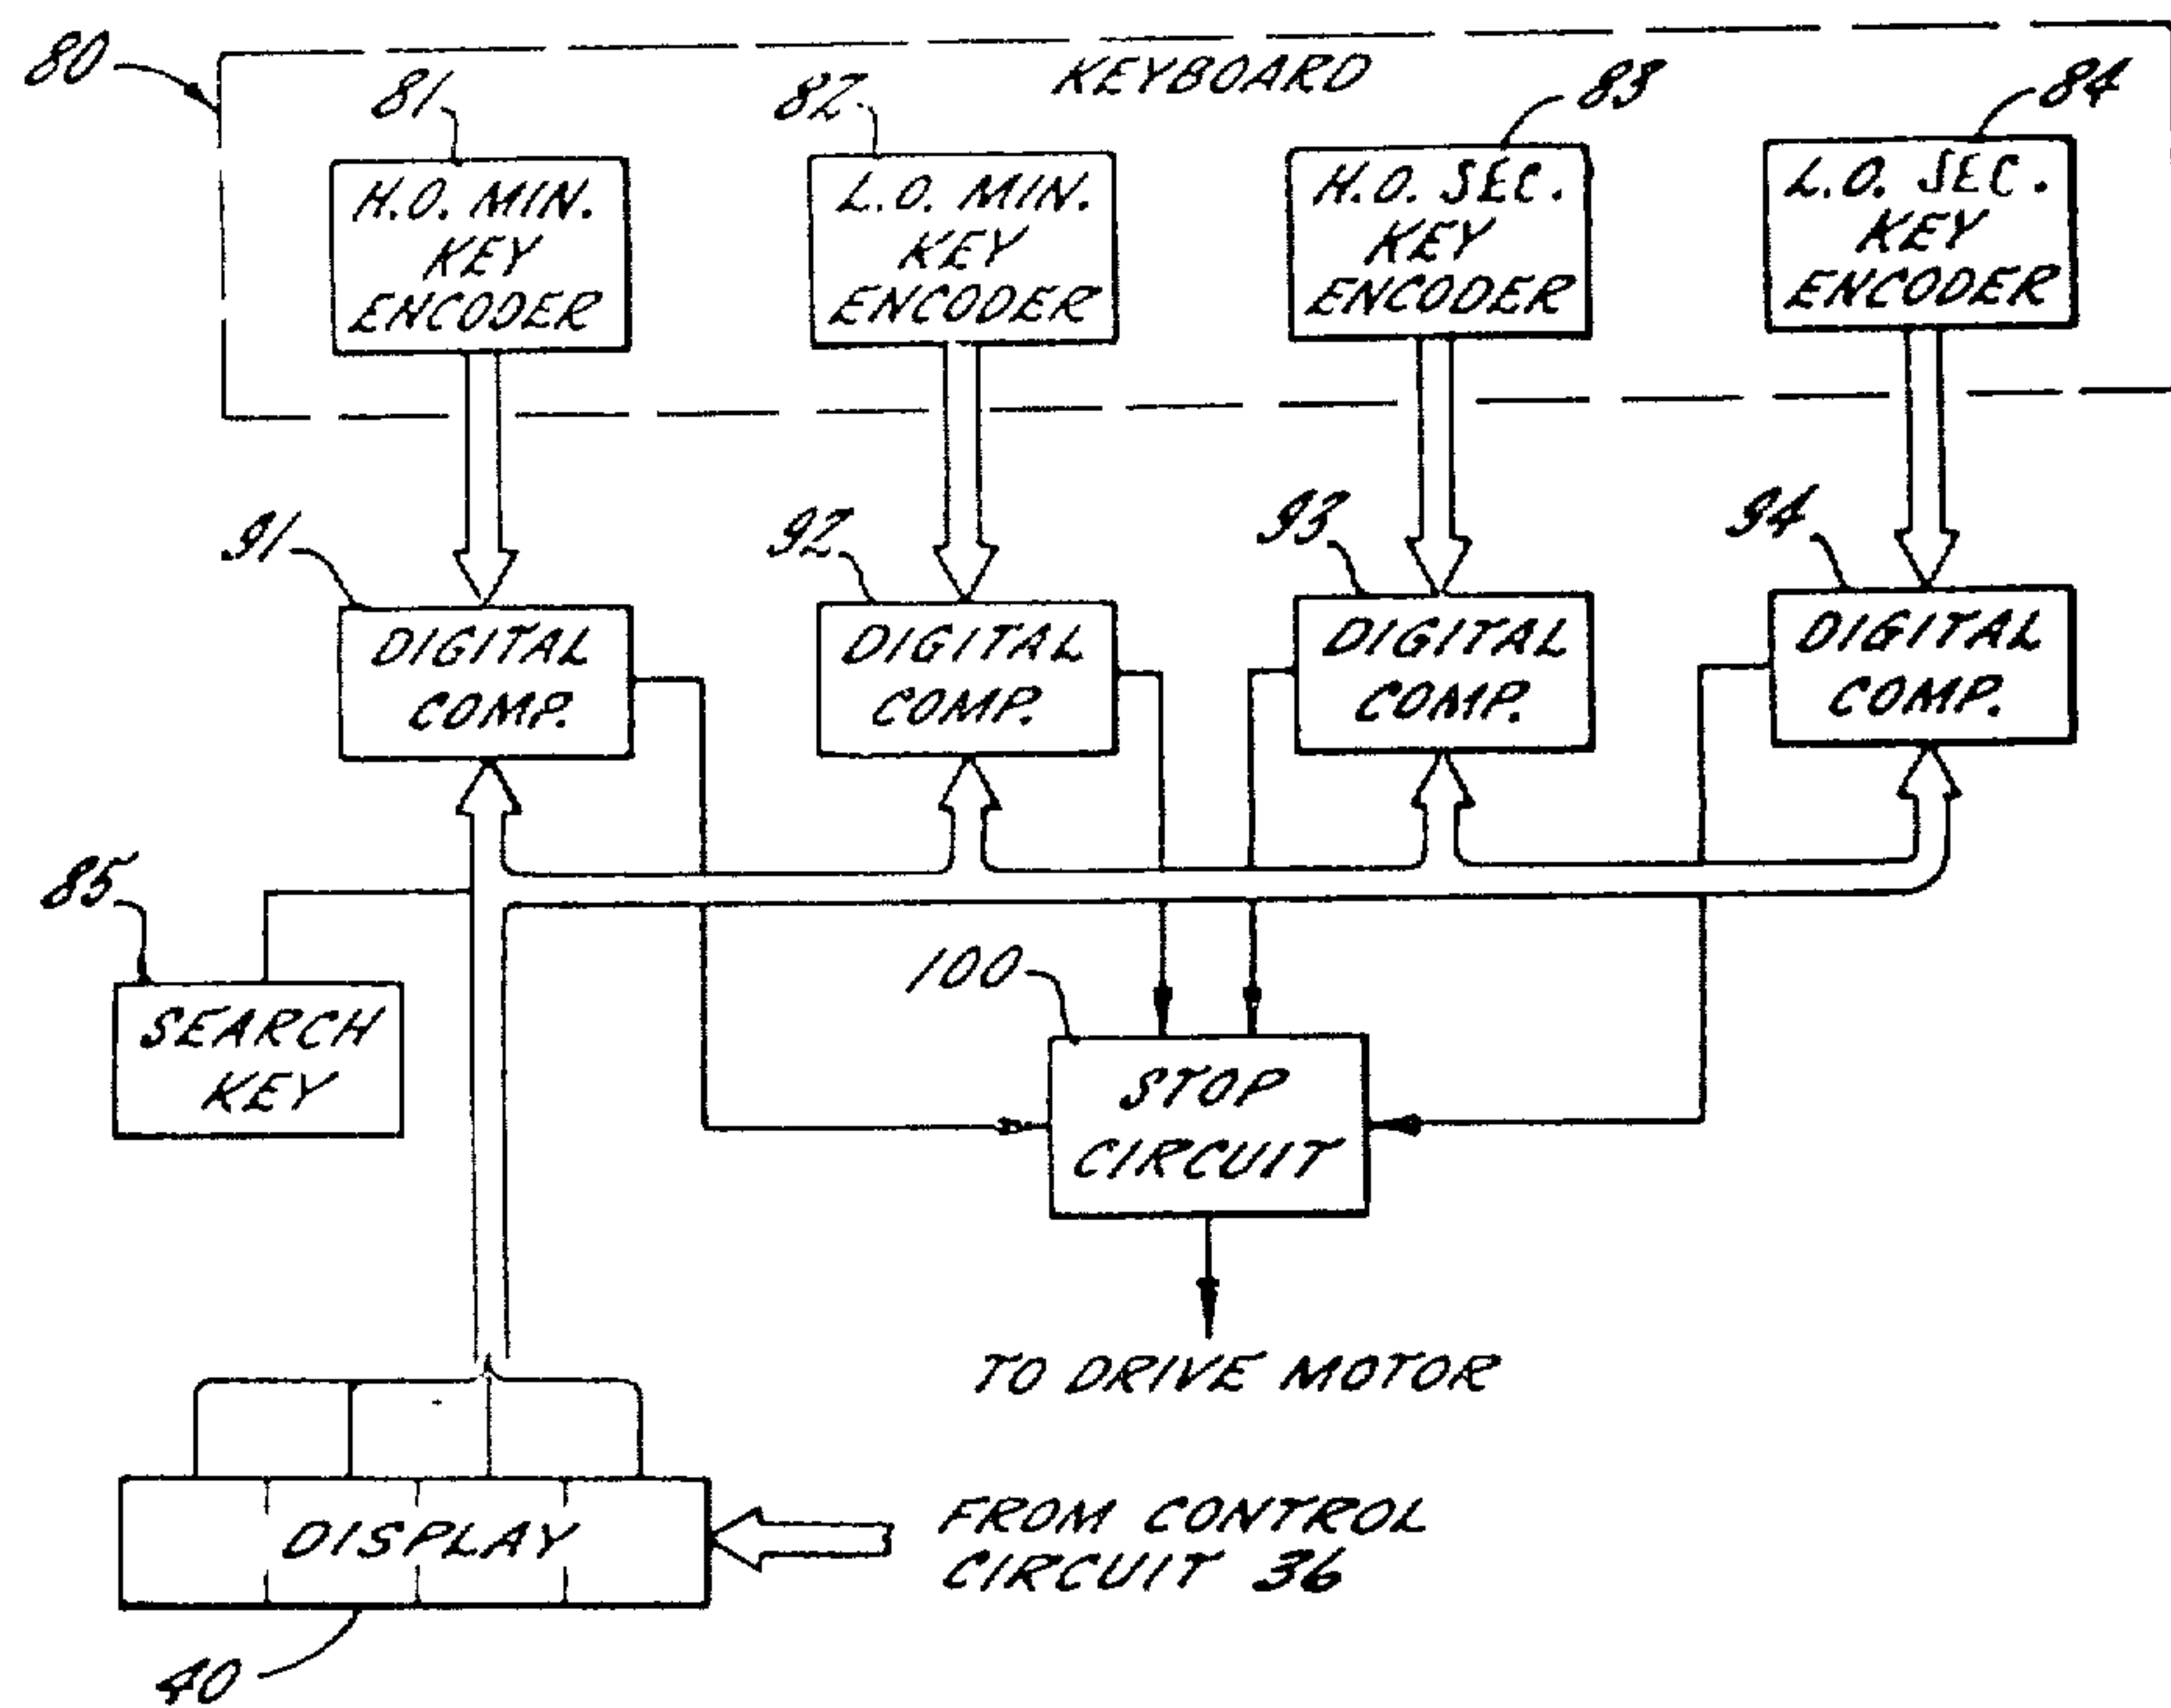 KEYBOARD
80
81
82
83
84
H.O. MIN.
KEY
ENCODER
L.O. MIN.
KEY
ENCODER
H.O. SEC.
KEY
ENCODER
L.O. SEC.
KEY
ENCODER
91
92
93
94
DIGITAL
COMP.
DIGITAL
COMP.
DIGITAL
COMP.
DIGITAL
COMP.
85
SEARCH
KEY
100
STOP
CIRCUIT
TO DRIVE MOTOR
DISPLAY
FROM CONTROL
CIRCUIT 36
40